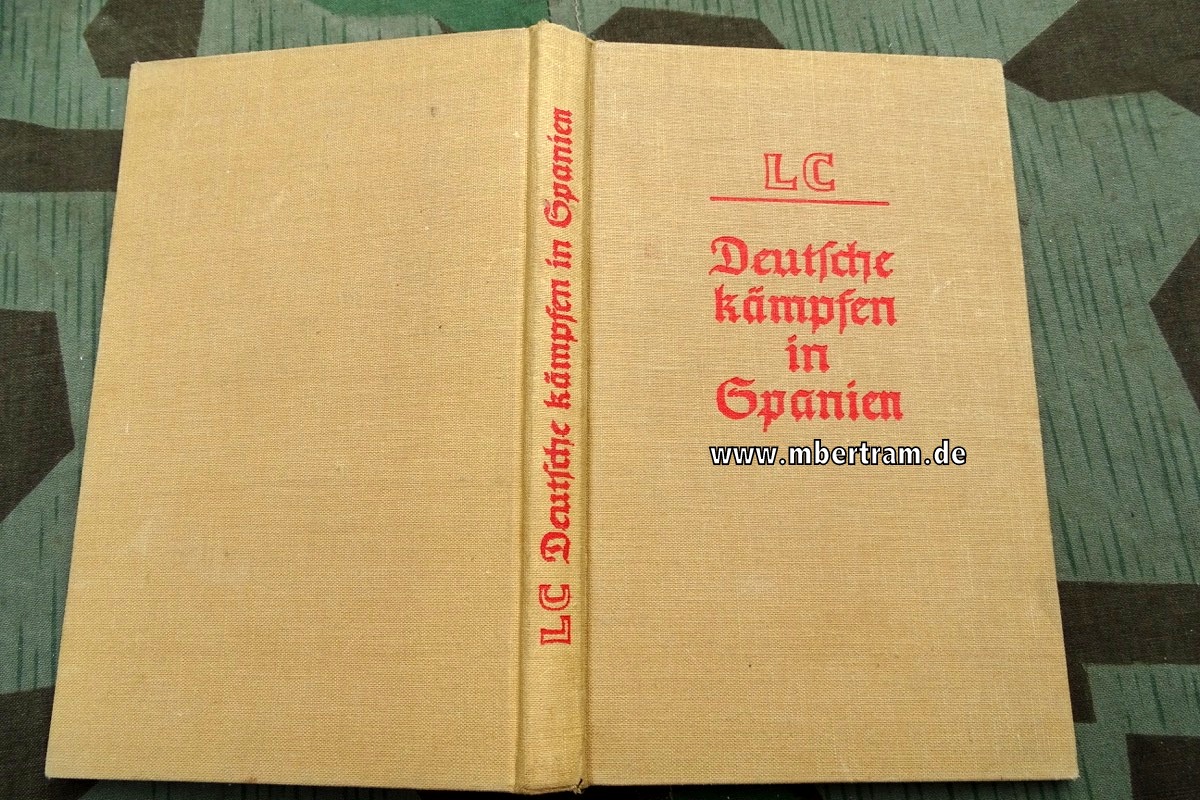 LC Deutsche kämpfen in Spanien
LC
Deutsche
kämpfen
in
Spanien
www.mbertram.de